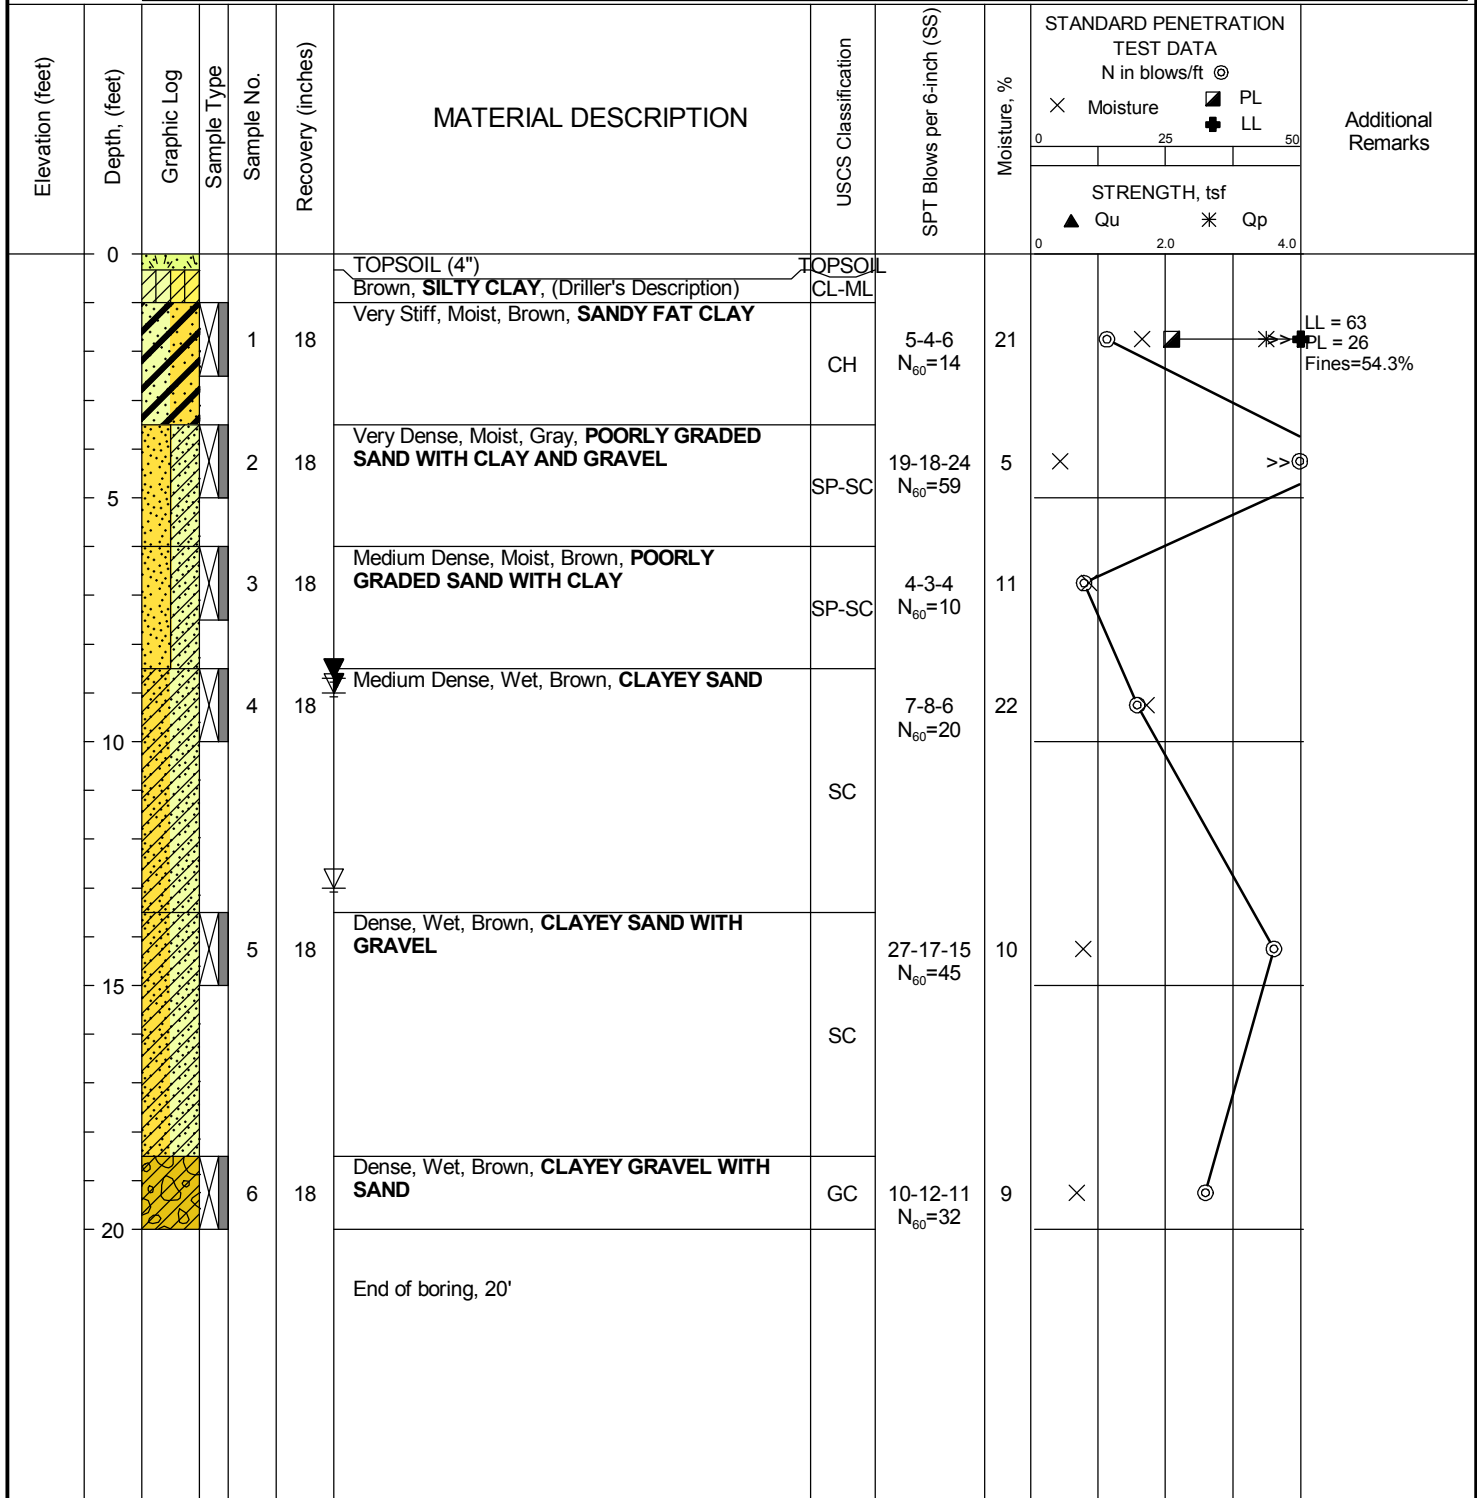 Elevation (feet)
Depth, (feet)
Graphic Log
Sample Type
Sample No.
Recovery (inches)
MATERIAL DESCRIPTION
USCS Classification
SPT Blows per 6-inch (SS)
Moisture, %
STANDARD PENETRATION
TEST DATA
N in blows/ft
Moisture
PL
LL
0 25 50
STRENGTH, tsf
Qu Qp
0 2.0 4.0
Additional
Remarks
0
TOPSOIL (4") TOPSOIL
Brown, SILTY CLAY, (Driller's Description) CL-ML
Very Stiff, Moist, Brown, SANDY FAT CLAY
1 18 5-4-6 21
CH N60=14
>>
LL = 63
PL = 26
Fines=54.3%
Very Dense, Moist, Gray, POORLY GRADED
SAND WITH CLAY AND GRAVEL
2 18 19-18-24 5 >>
SP-SC N60=59
5
Medium Dense, Moist, Brown, POORLY
GRADED SAND WITH CLAY
3 18 4-3-4 11
SP-SC N60=10
Medium Dense, Wet, Brown, CLAYEY SAND
4 18 7-8-6 22
N60=20
10
SC
Dense, Wet, Brown, CLAYEY SAND WITH
GRAVEL
5 18 27-17-15 10
N60=45
15
SC
Dense, Wet, Brown, CLAYEY GRAVEL WITH
SAND
6 18 GC 10-12-11 9
N60=32
20
End of boring, 20'